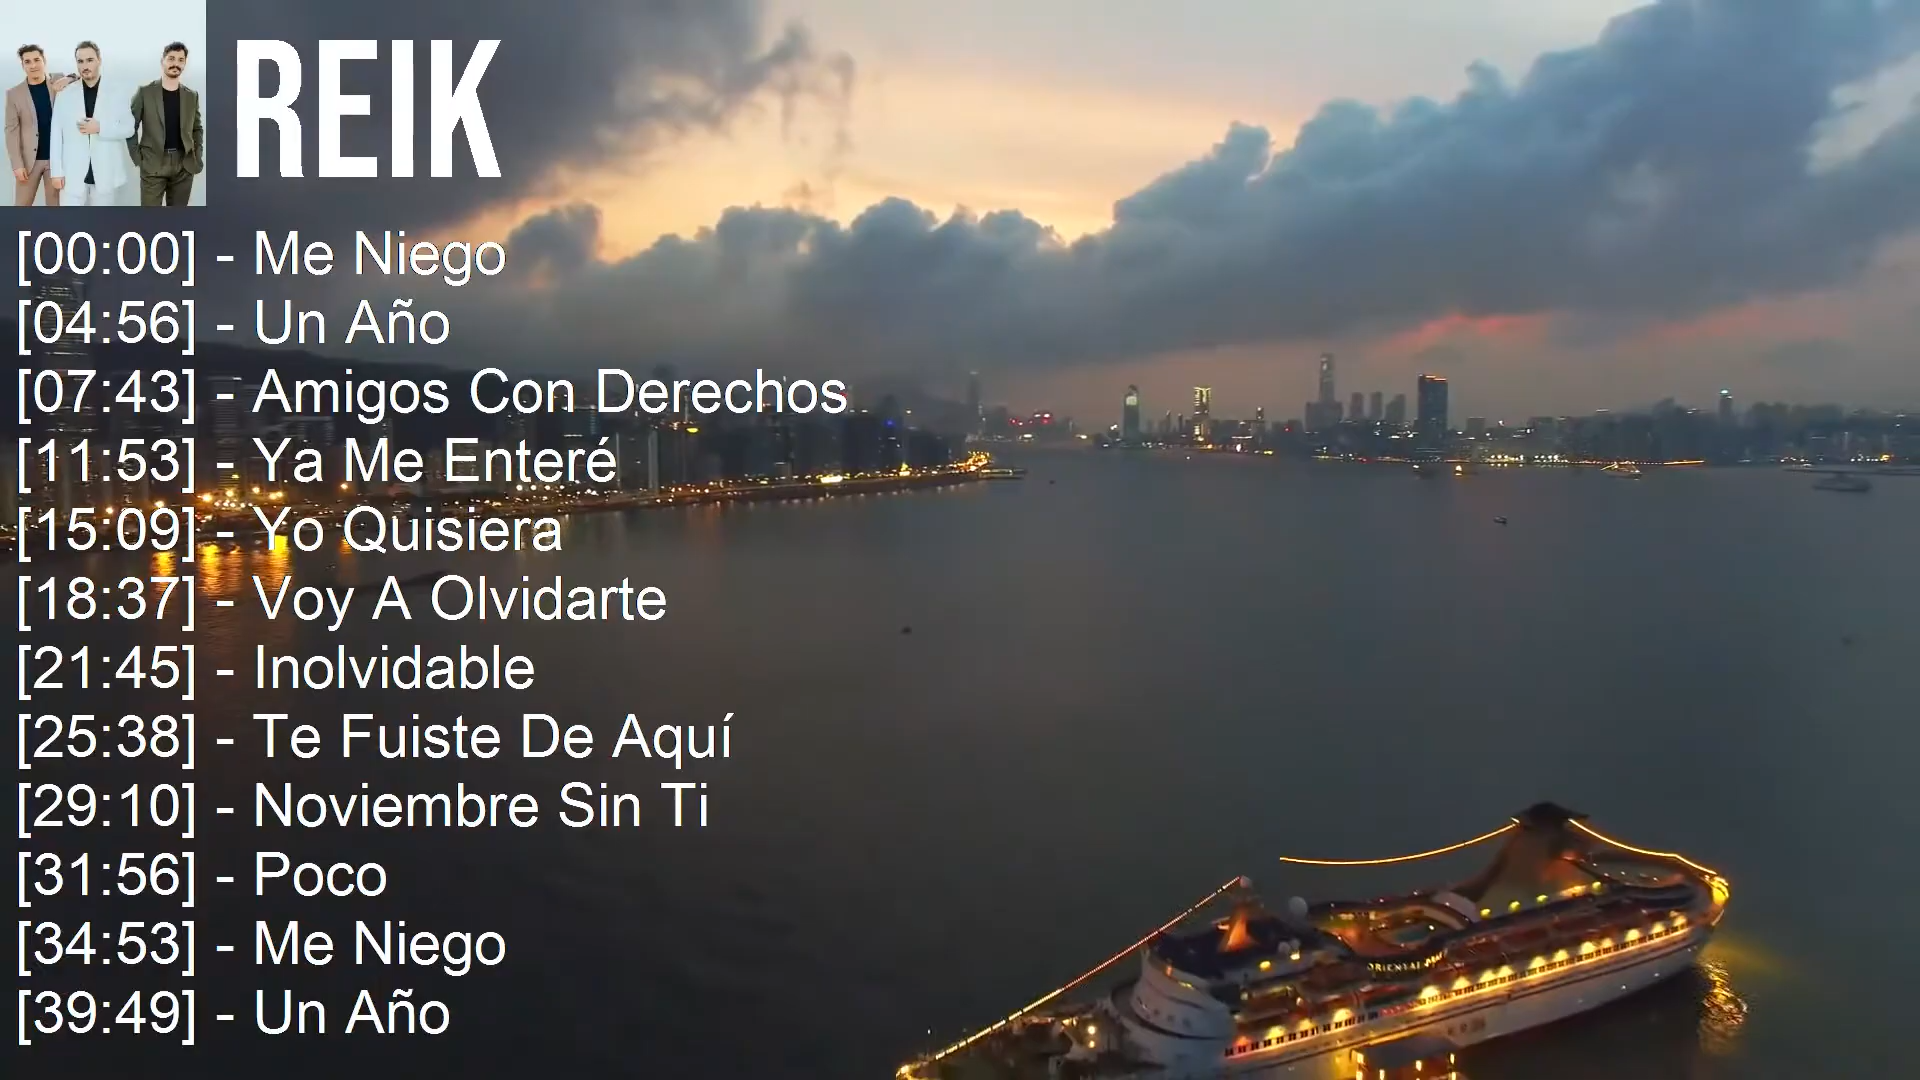 REIK
[00:00] - Me Niego
[04:56] - Un Año
[07:43] - Amigos Con Derechos
[11:53] - Ya Me Enteré
[15:09] - Yo Quisiera
[18:37] - Voy A Olvidarte
[21:45] - Inolvidable
[25:38] - Te Fuiste De Aquí
[29:10] - Noviembre Sin Ti
[31:56] - Poco
[34:53] - Me Niego
[39:49] - Un Año
ORIENTAL